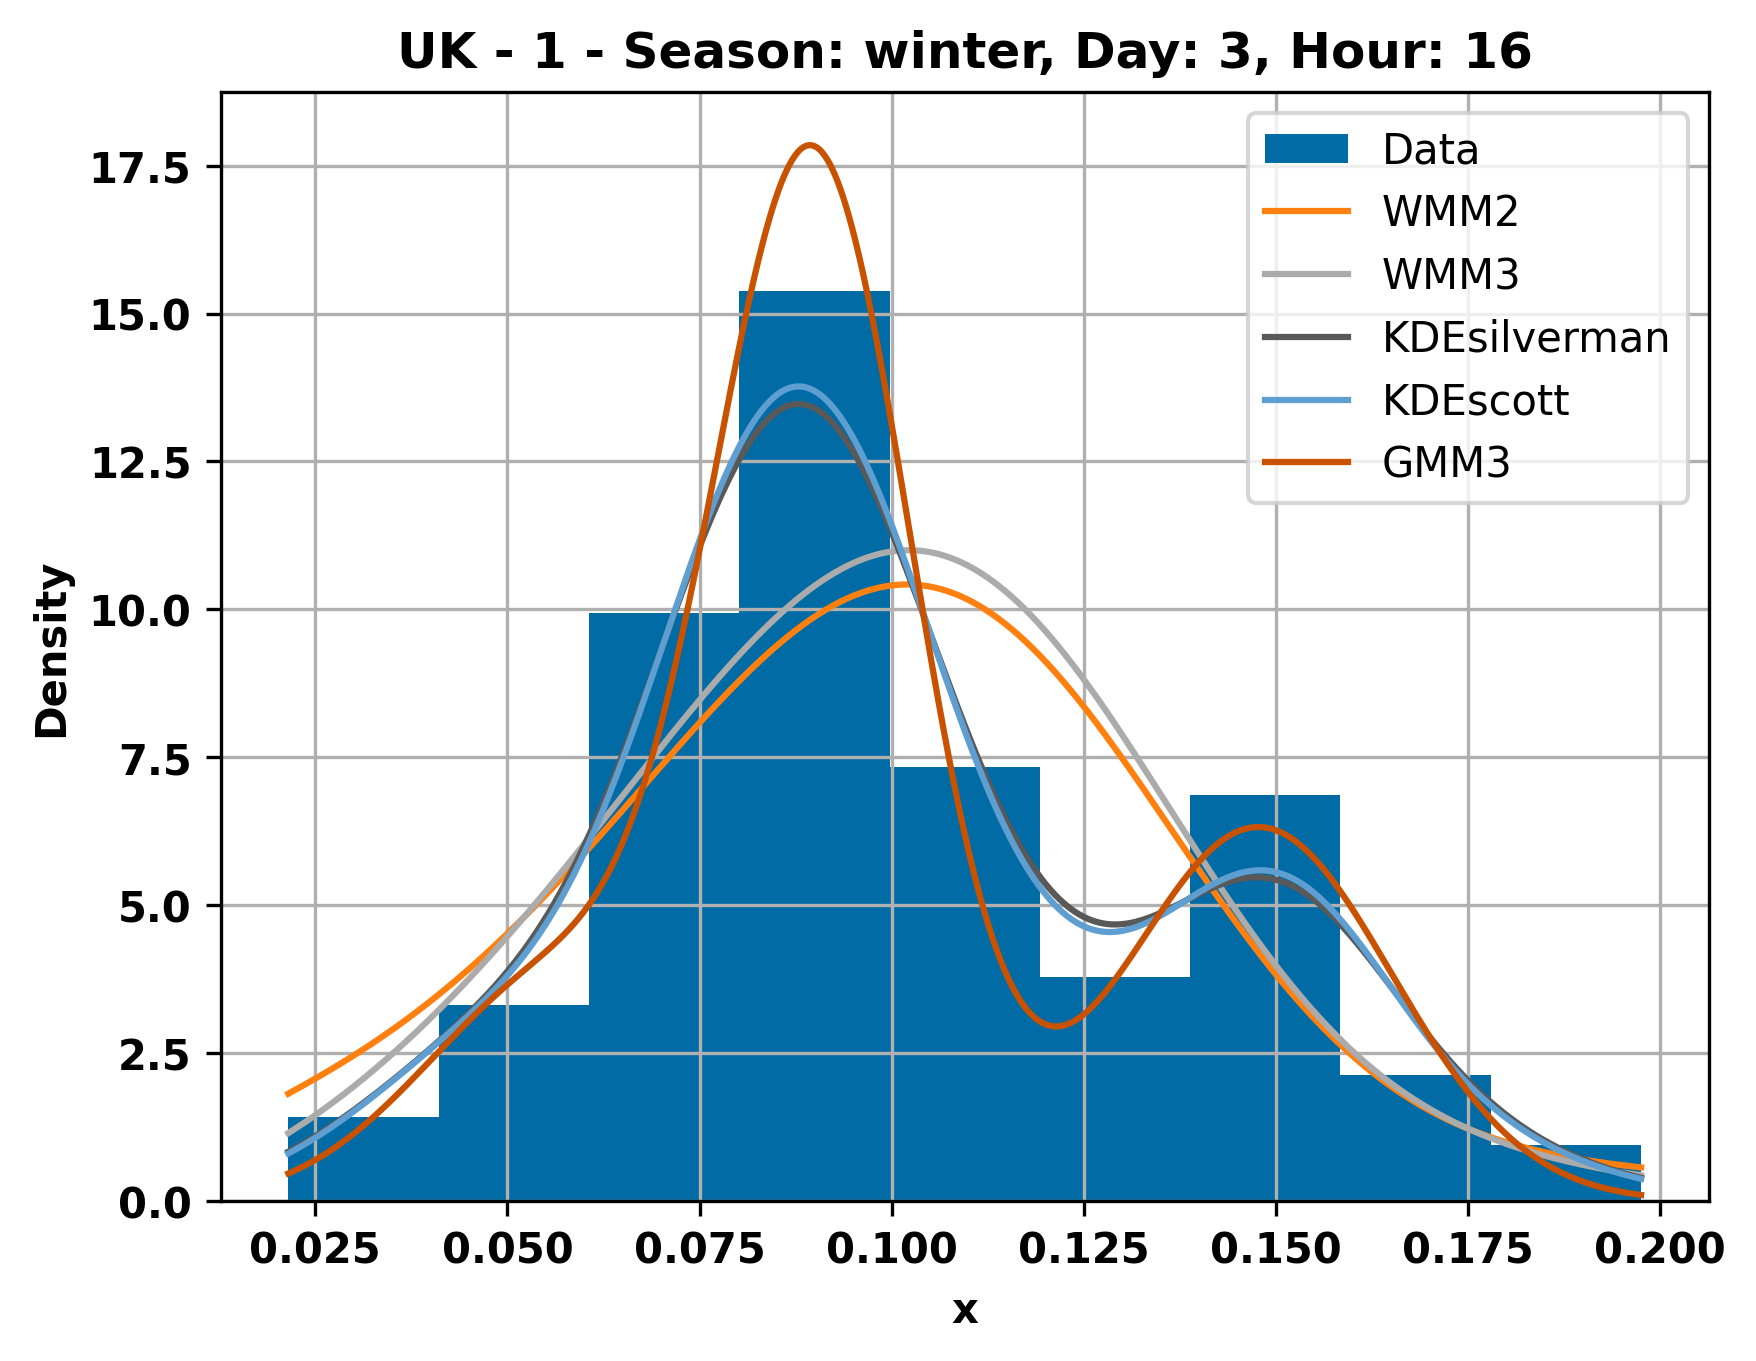 UK - 1 - Season: winter, Day: 3, Hour: 16
Data
WMM2
WMM3
KDEsilverman
KDEscott
GMM3
Density
17.5
15.0
12.5
10.0
7.5
5.0
2.5
0.0
0.025 0.050 0.075 0.100 0.125 0.150 0.175 0.200
x